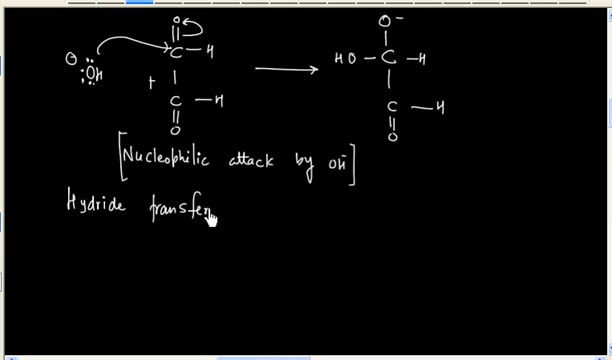 O O⁻
C – H HO – C – H
⊖ :ÖH
+
C – H C – H
O O
[Nucleophilic attack by OH⁻]
Hydride transfer